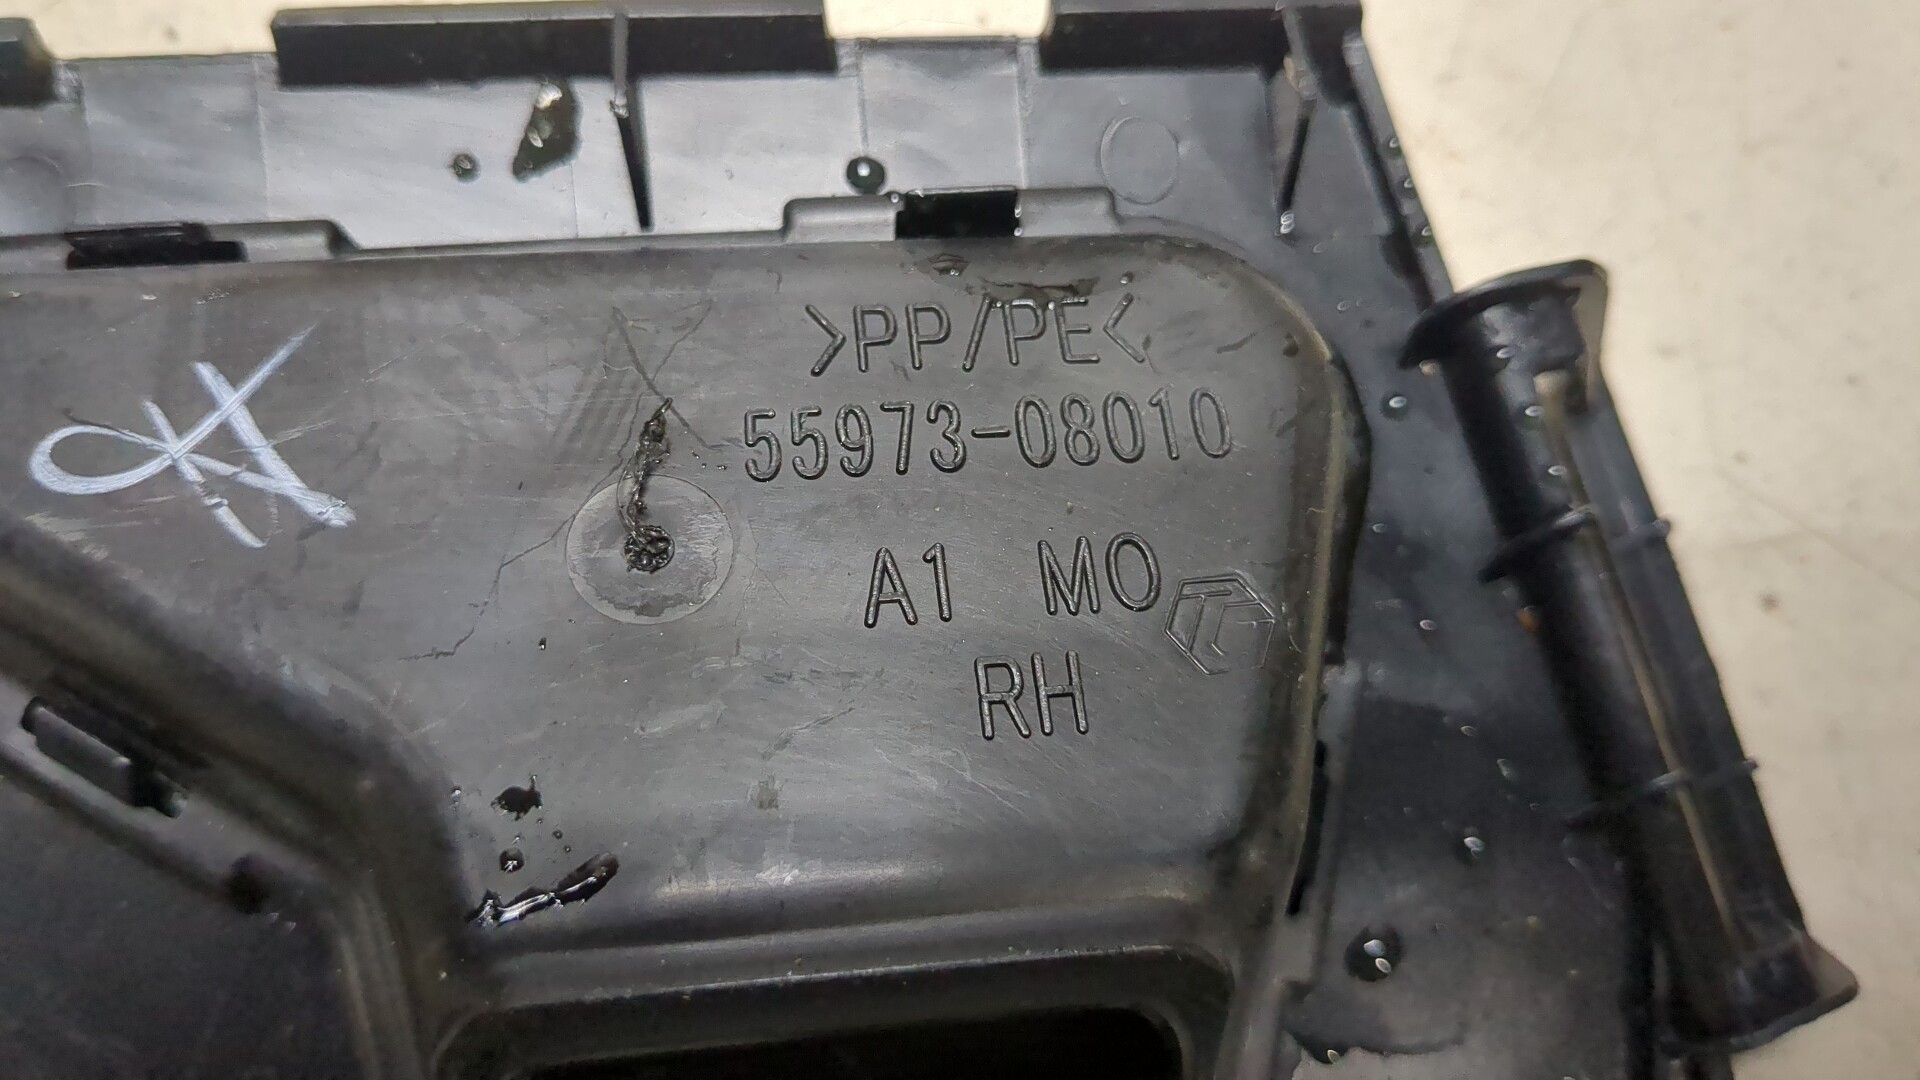 >PP/PE<
55973-08010
A1 MO
RH